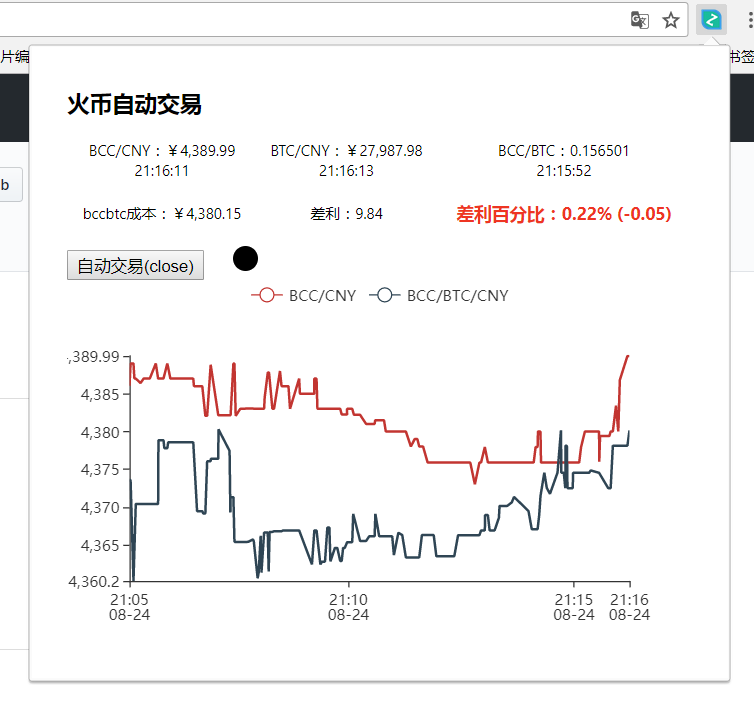 片编
书签
b
火币自动交易
BCC/CNY：￥4,389.99
21:16:11
BTC/CNY：￥27,987.98
21:16:13
BCC/BTC：0.156501
21:15:52
bccbtc成本：￥4,380.15
差利：9.84
差利百分比：0.22% (-0.05)
自动交易(close)
BCC/CNY
BCC/BTC/CNY
,389.99
4,385
4,380
4,375
4,370
4,365
4,360.2
21:05
08-24
21:10
08-24
21:15
08-24
21:16
08-24